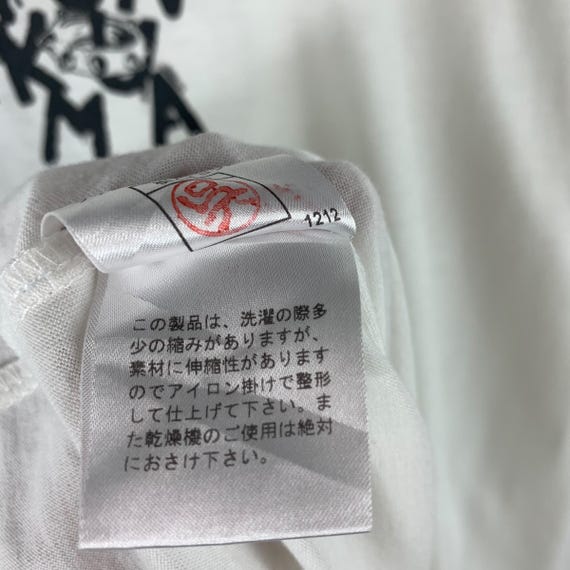 N
K
MA
1212
この製品は、洗濯の際多
少の縮みがありますが、
素材に伸縮性があります
のでアイロン掛けで整形
して仕上げて下さい。ま
た乾燥機のご使用は絶対
におさけ下さい。